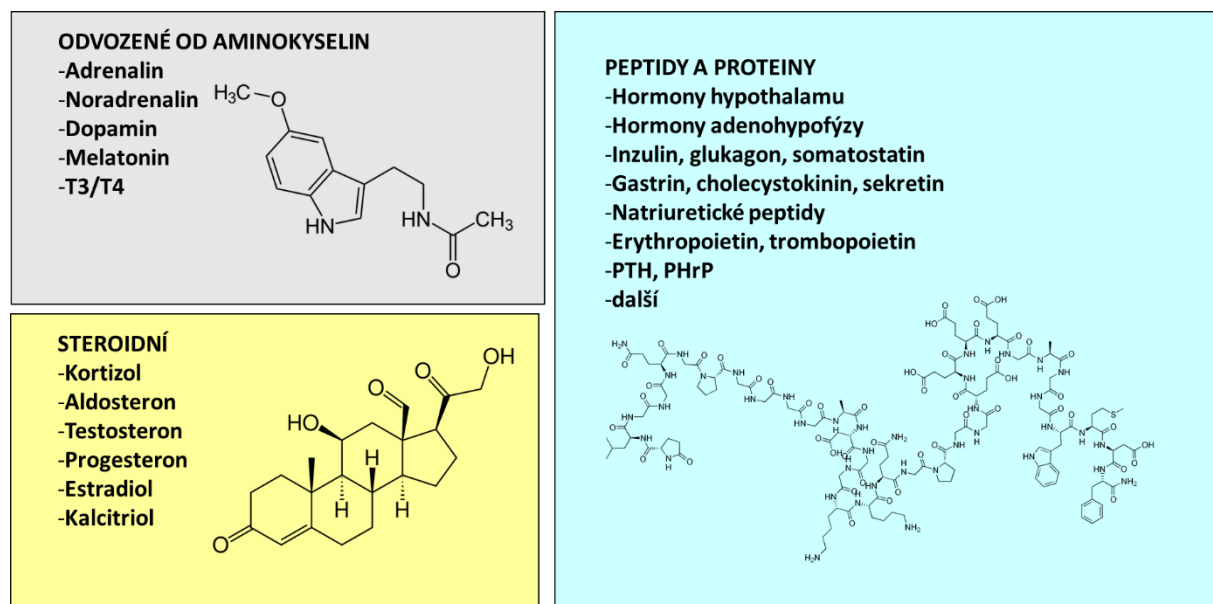 ODVOZENÉ OD AMINOKYSELIN
-Adrenalin
-Noradrenalin
-Dopamin
-Melatonin
-T3/T4
H₃C
O
HN
HN
CH₃
O
STEROIDNÍ
-Kortizol
-Aldosteron
-Testosteron
-Progesteron
-Estradiol
-Kalcitriol
O
O
OH
HO
H
H
H
O
PEPTIDY A PROTEINY
-Hormony hypothalamu
-Hormony adenohypofýzy
-Inzulin, glukagon, somatostatin
-Gastrin, cholecystokinin, sekretin
-Natriuretické peptidy
-Erythropoietin, trombopoietin
-PTH, PHrP
-další